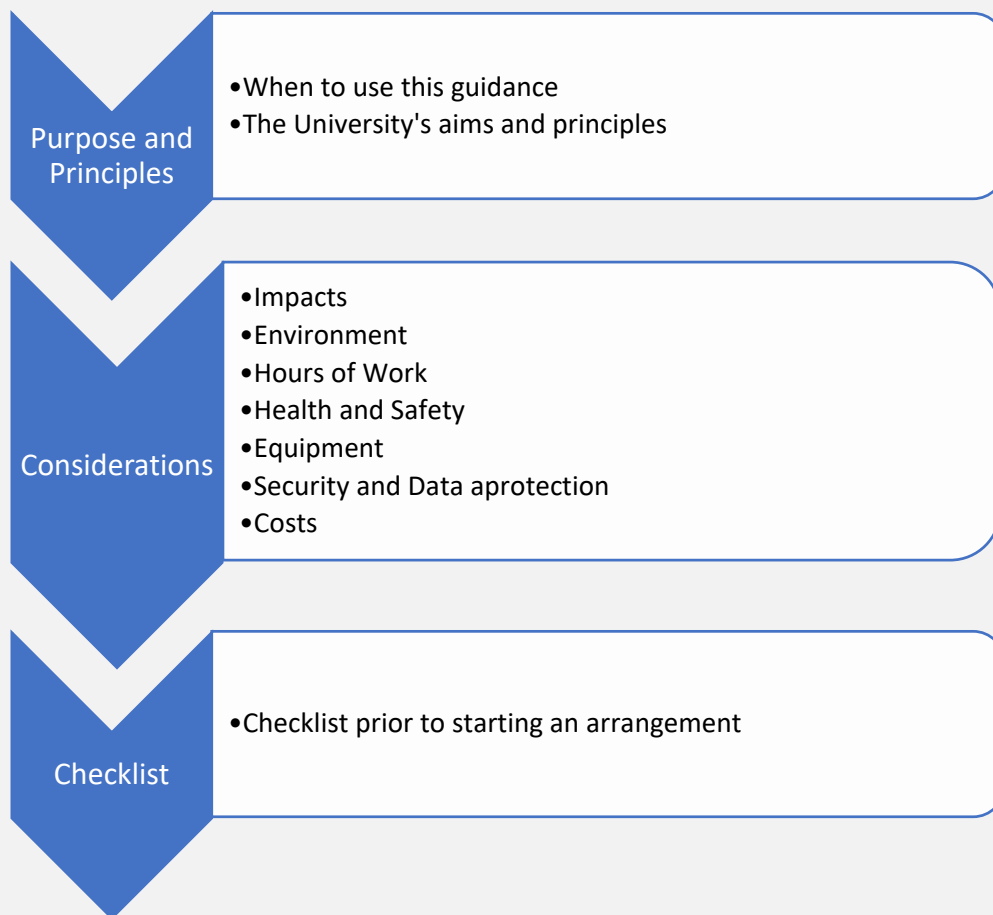 Purpose and
Principles
•When to use this guidance
•The University's aims and principles
Considerations
•Impacts
•Environment
•Hours of Work
•Health and Safety
•Equipment
•Security and Data aprotection
•Costs
Checklist
•Checklist prior to starting an arrangement